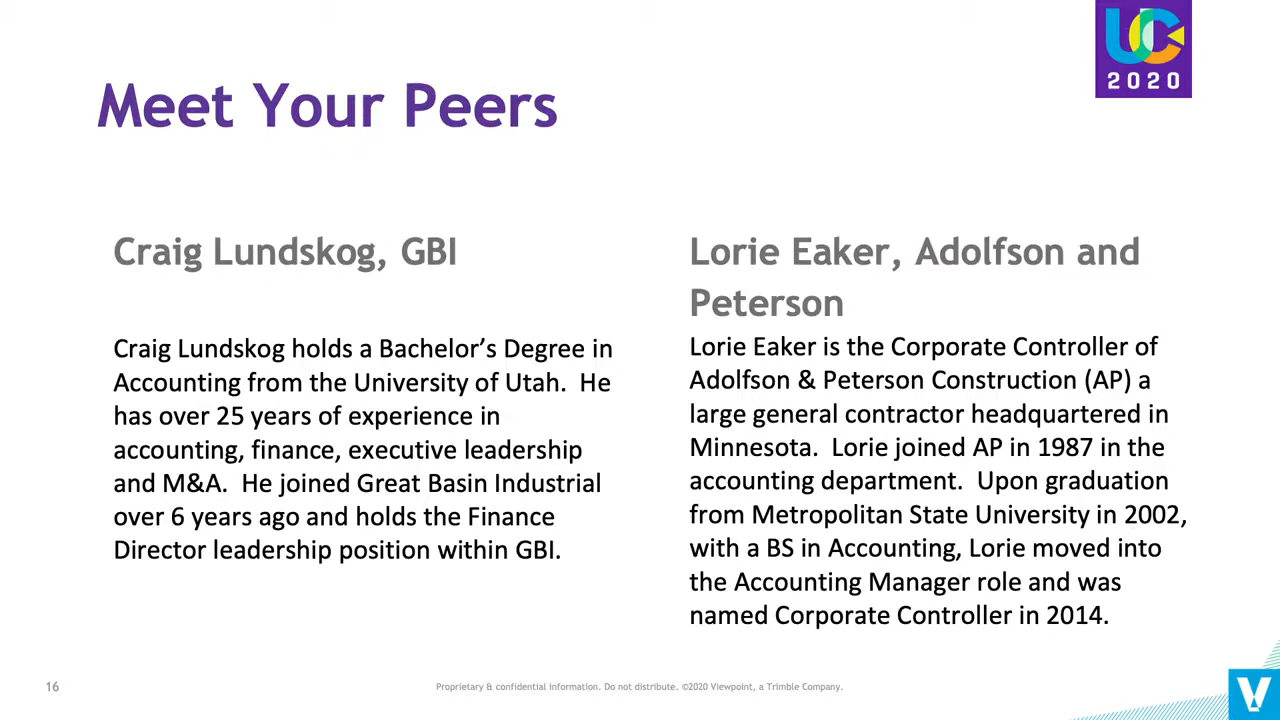 UC
2020
Meet Your Peers
Craig Lundskog, GBI
Craig Lundskog holds a Bachelor’s Degree in
Accounting from the University of Utah.  He
has over 25 years of experience in
accounting, finance, executive leadership
and M&A.  He joined Great Basin Industrial
over 6 years ago and holds the Finance
Director leadership position within GBI.
Lorie Eaker, Adolfson and
Peterson
Lorie Eaker is the Corporate Controller of
Adolfson & Peterson Construction (AP) a
large general contractor headquartered in
Minnesota.  Lorie joined AP in 1987 in the
accounting department.  Upon graduation
from Metropolitan State University in 2002,
with a BS in Accounting, Lorie moved into
the Accounting Manager role and was
named Corporate Controller in 2014.
16
Proprietary & confidential information. Do not distribute. ©2020 Viewpoint, a Trimble Company.